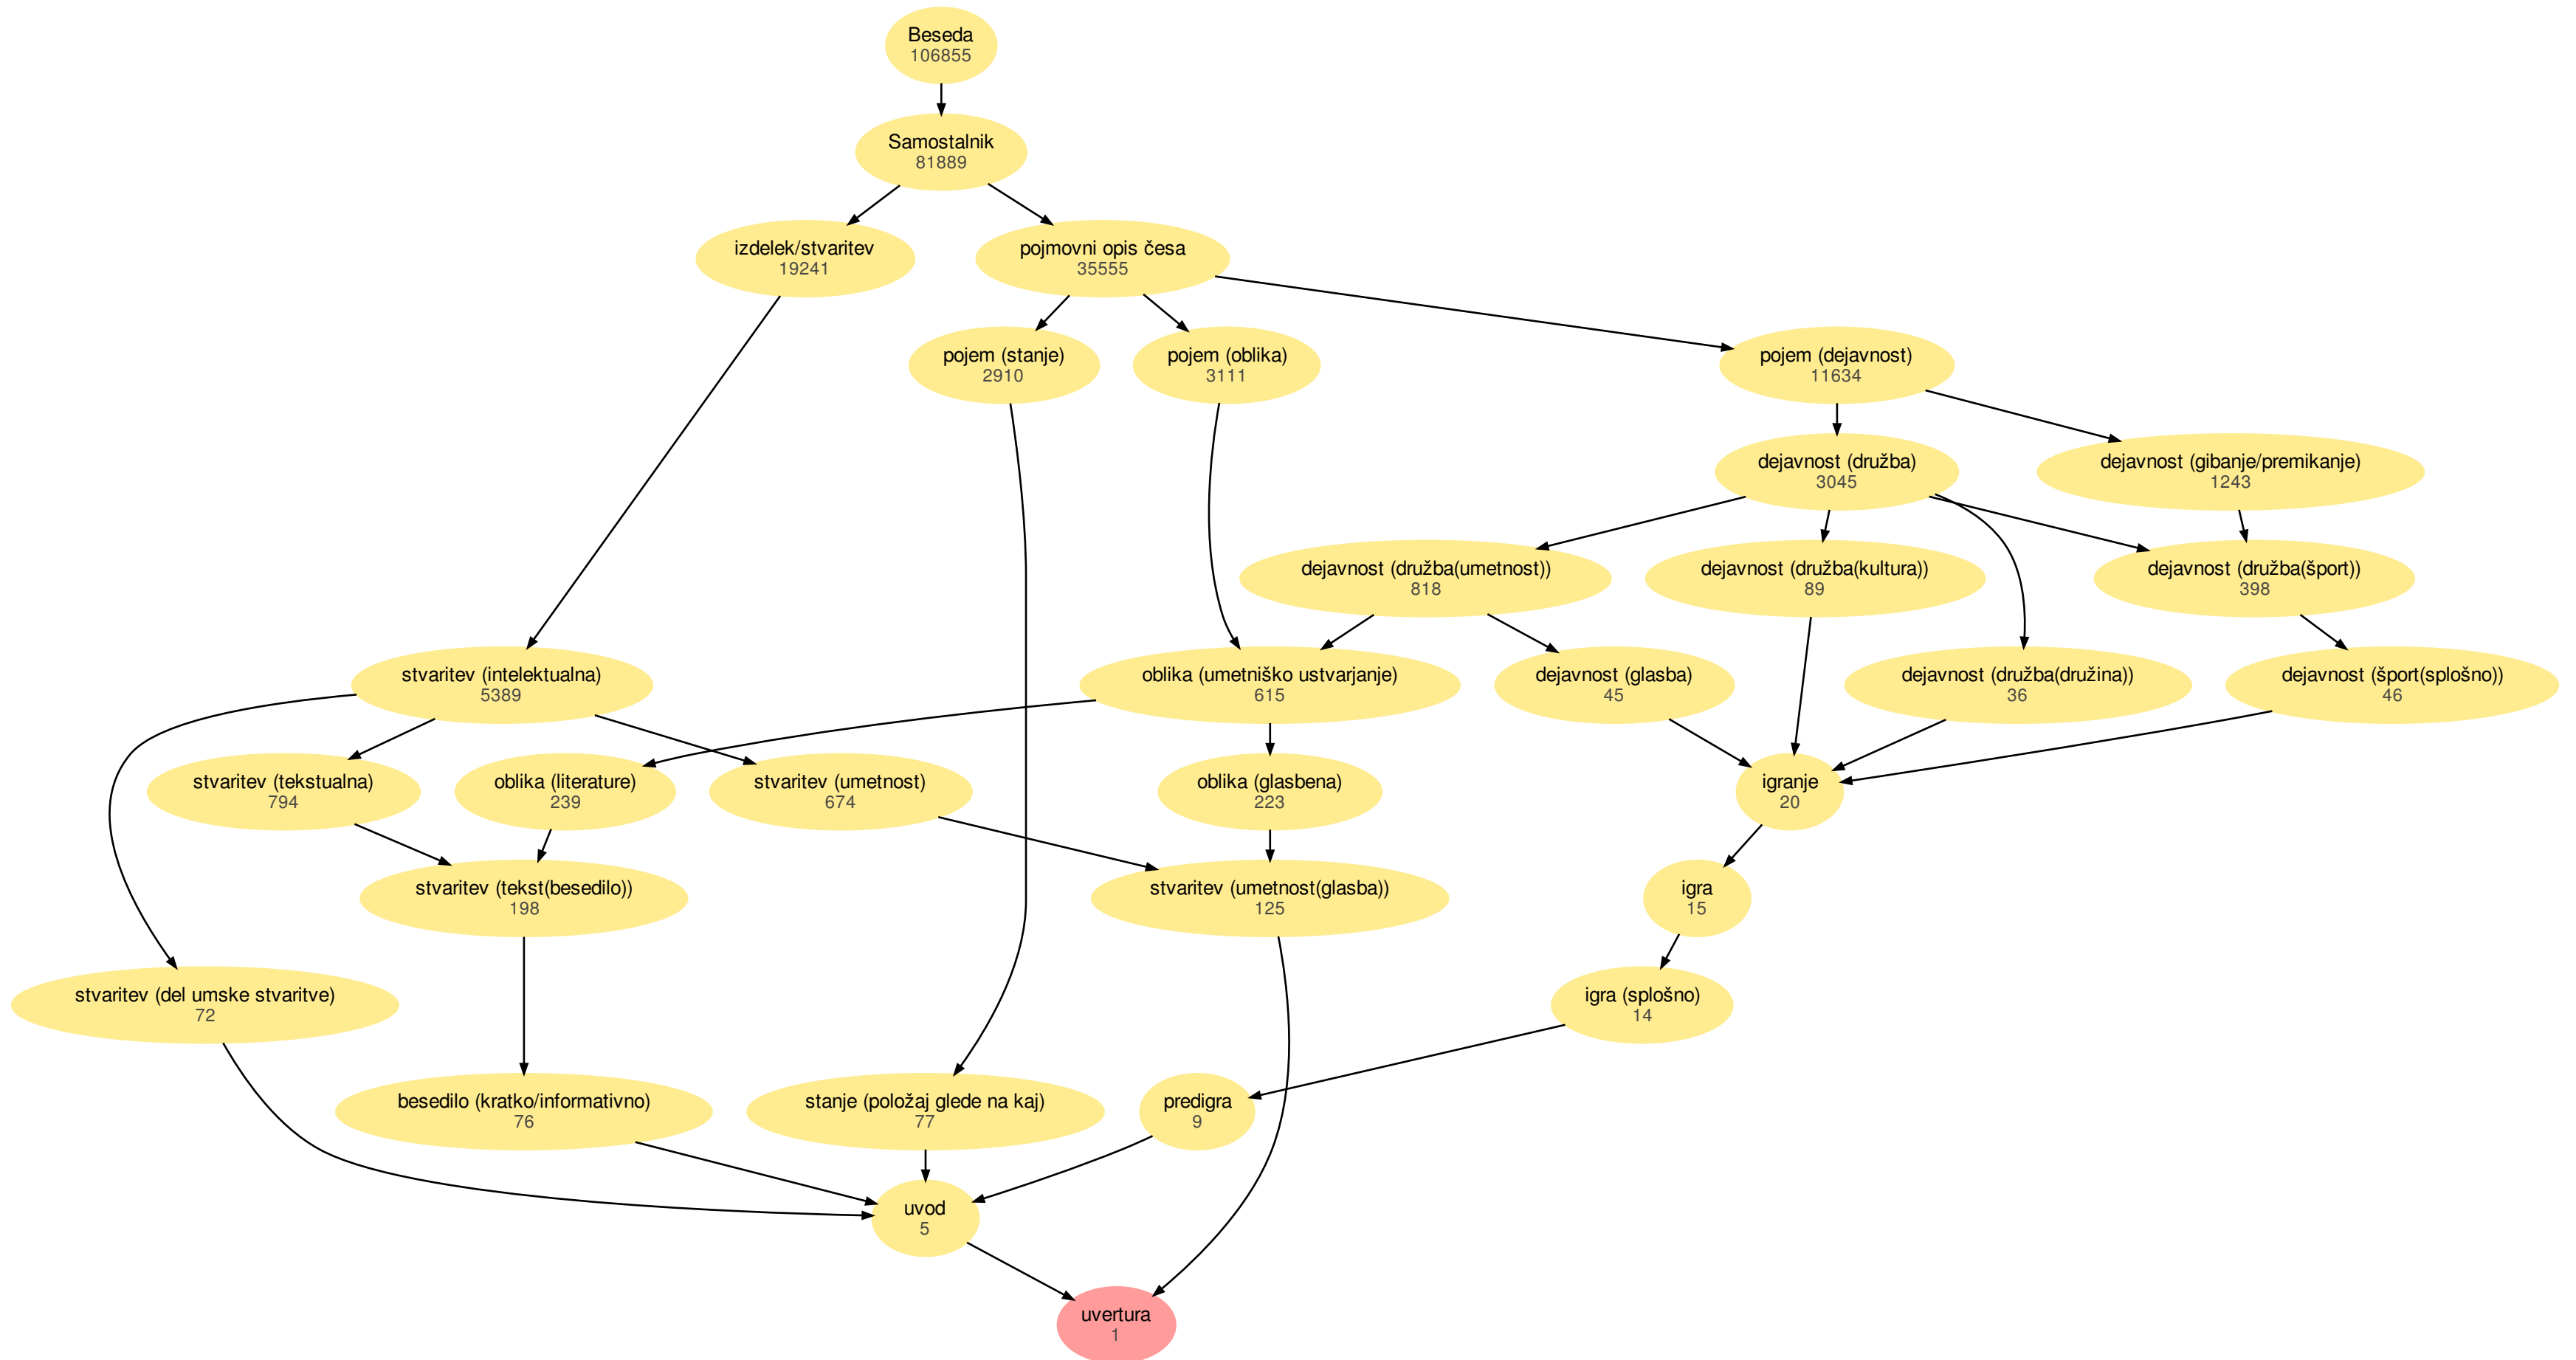 Beseda
106855
Samostalnik
81889
izdelek/stvaritev
19241
pojmovni opis česa
35555
pojem (stanje)
2910
pojem (oblika)
3111
pojem (dejavnost)
11634
dejavnost (družba)
3045
dejavnost (gibanje/premikanje)
1243
dejavnost (družba(umetnost))
818
dejavnost (družba(kultura))
89
dejavnost (družba(šport))
398
stvaritev (intelektualna)
5389
oblika (umetniško ustvarjanje)
615
dejavnost (glasba)
45
dejavnost (družba(družina))
36
dejavnost (šport(splošno))
46
stvaritev (tekstualna)
794
oblika (literature)
239
stvaritev (umetnost)
674
oblika (glasbena)
223
igranje
20
stvaritev (tekst(besedilo))
198
stvaritev (umetnost(glasba))
125
igra
15
stvaritev (del umske stvaritve)
72
igra (splošno)
14
besedilo (kratko/informativno)
76
stanje (položaj glede na kaj)
77
predigra
9
uvod
5
uvertura
1